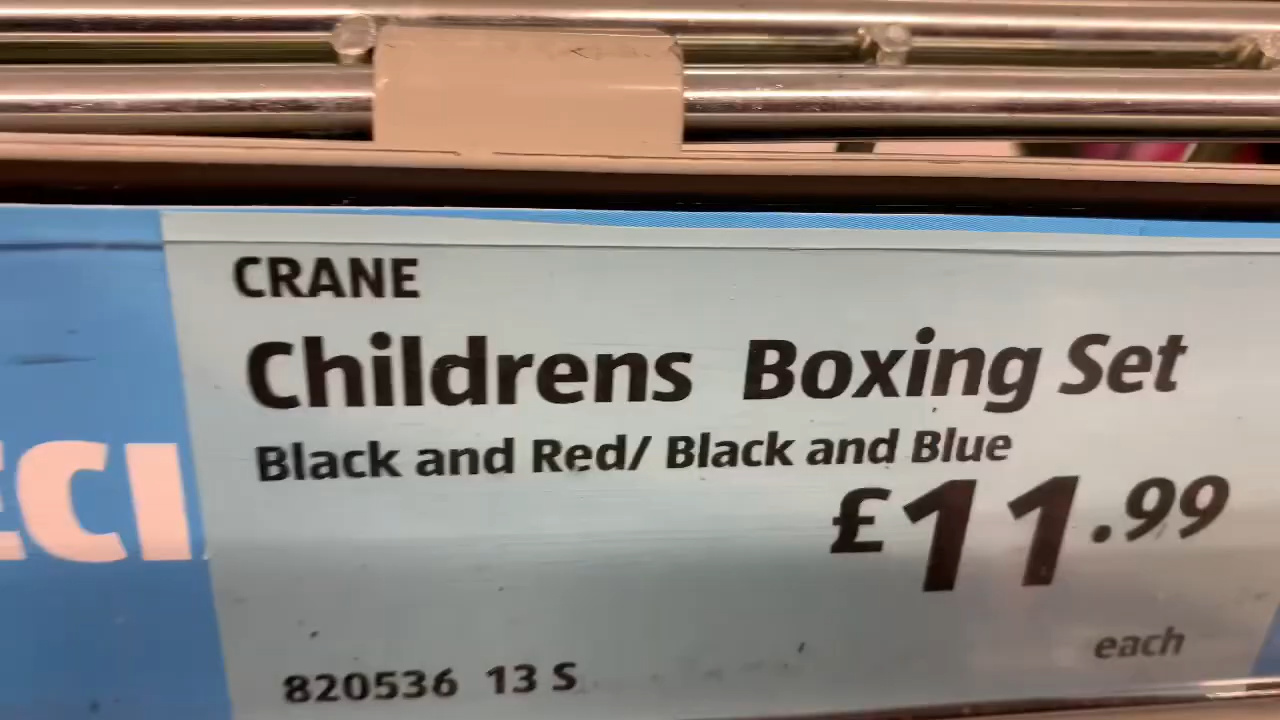 CRANE
Childrens Boxing Set
Black and Red/ Black and Blue
£11.99
each
820536 13 S